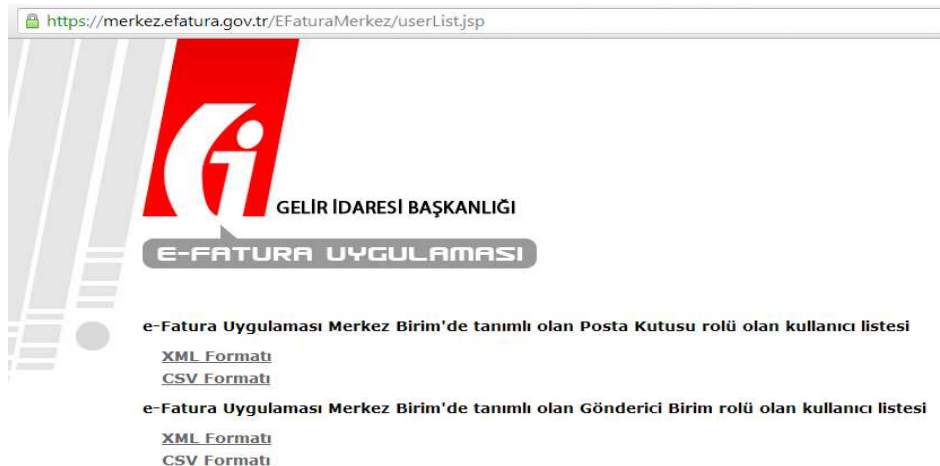 https://merkez.efatura.gov.tr/EFaturaMerkez/userList.jsp
GELİR İDARESİ BAŞKANLIĞI
E-FATURA UYGULAMASI
e-Fatura Uygulaması Merkez Birim'de tanımlı olan Posta Kutusu rolü olan kullanıcı listesi
XML Formatı
CSV Formatı
e-Fatura Uygulaması Merkez Birim'de tanımlı olan Gönderici Birim rolü olan kullanıcı listesi
XML Formatı
CSV Formatı